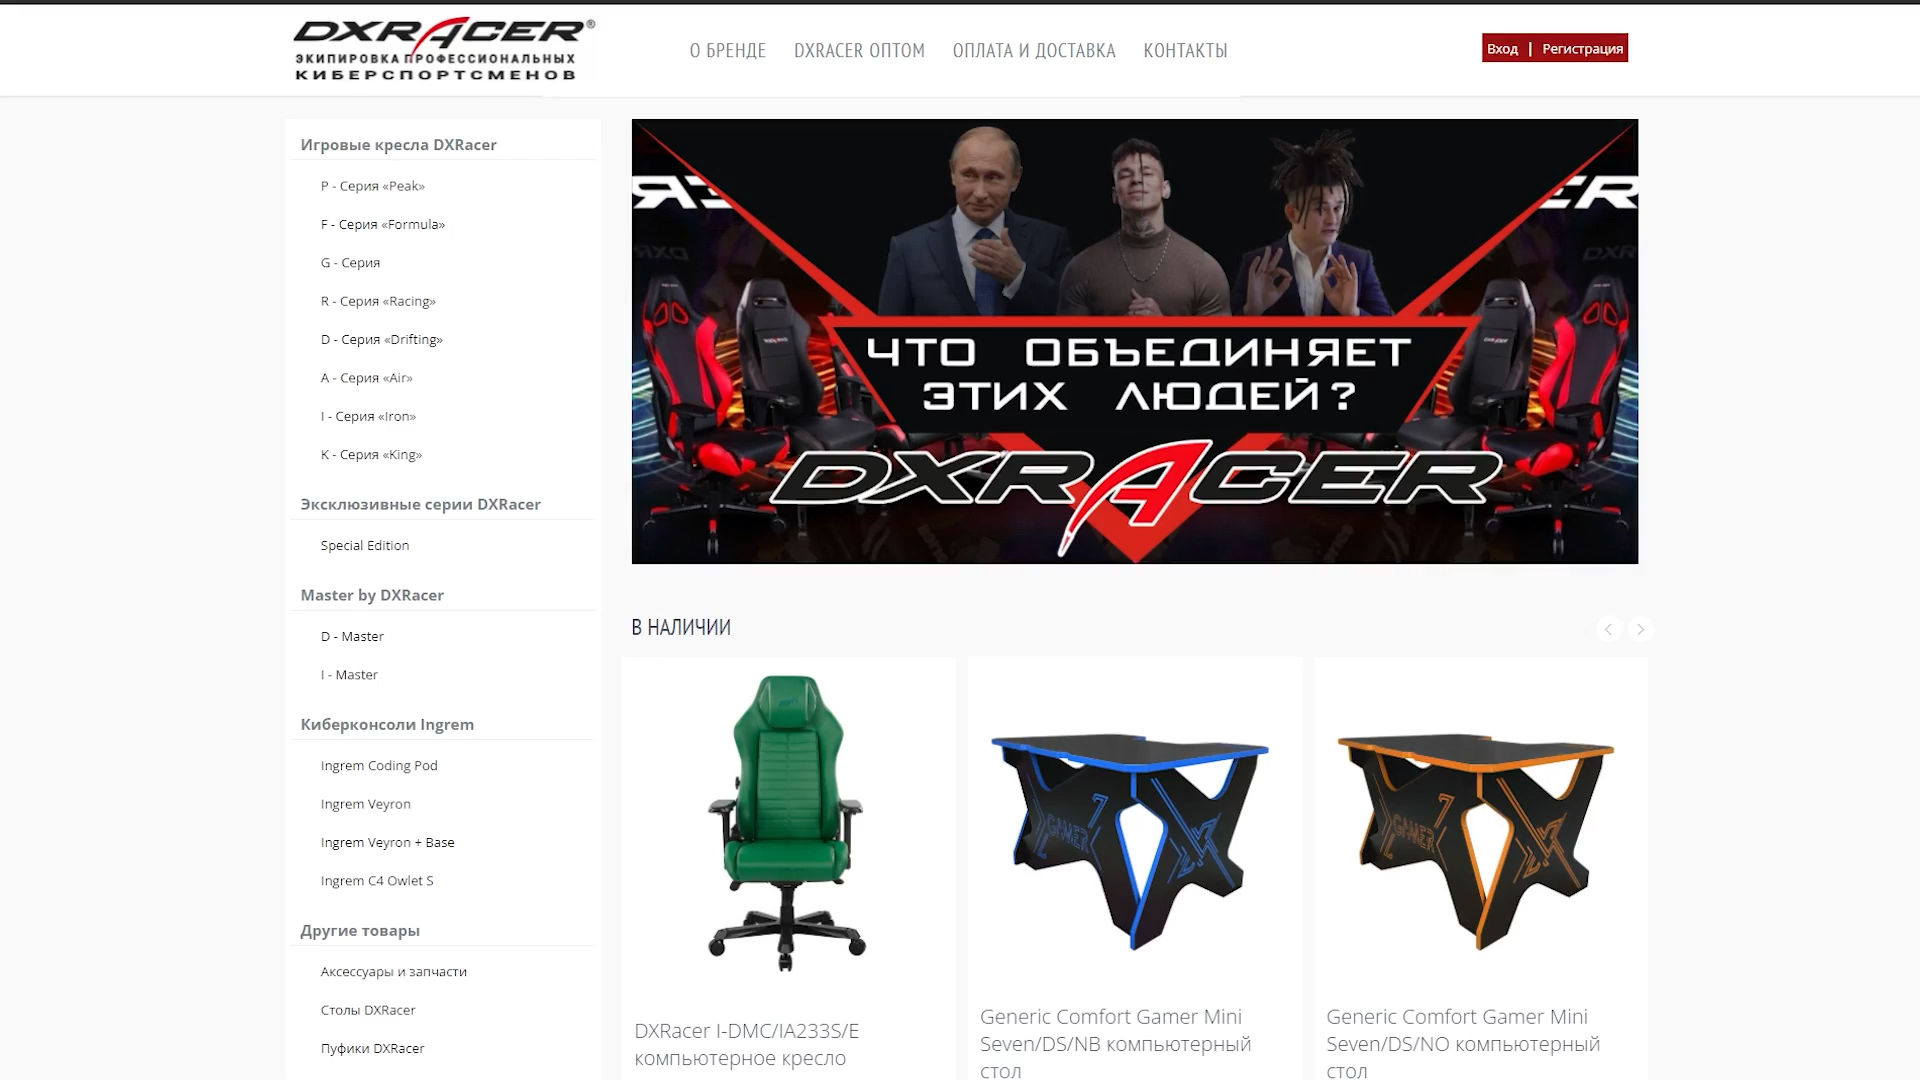 DXRACER®
ЭКИПИРОВКА ПРОФЕССИОНАЛЬНЫХ
КИБЕРСПОРТСМЕНОВ
О БРЕНДЕ
DXRACER ОПТОМ
ОПЛАТА И ДОСТАВКА
КОНТАКТЫ
Вход | Регистрация
Игровые кресла DXRacer
P - Серия «Peak»
F - Серия «Formula»
G - Серия
R - Серия «Racing»
D - Серия «Drifting»
A - Серия «Air»
I - Серия «Iron»
K - Серия «King»
Эксклюзивные серии DXRacer
Special Edition
Master by DXRacer
D - Master
I - Master
Киберконсоли Ingrem
Ingrem Coding Pod
Ingrem Veyron
Ingrem Veyron + Base
Ingrem C4 Owlet S
Другие товары
Аксессуары и запчасти
Столы DXRacer
Пуфики DXRacer
ЧТО ОБЪЕДИНЯЕТ
ЭТИХ ЛЮДЕЙ?
DXRACER
В НАЛИЧИИ
DXRacer I-DMC/IA233S/E
компьютерное кресло
Generic Comfort Gamer Mini
Seven/DS/NB компьютерный
стол
Generic Comfort Gamer Mini
Seven/DS/NO компьютерный
стол